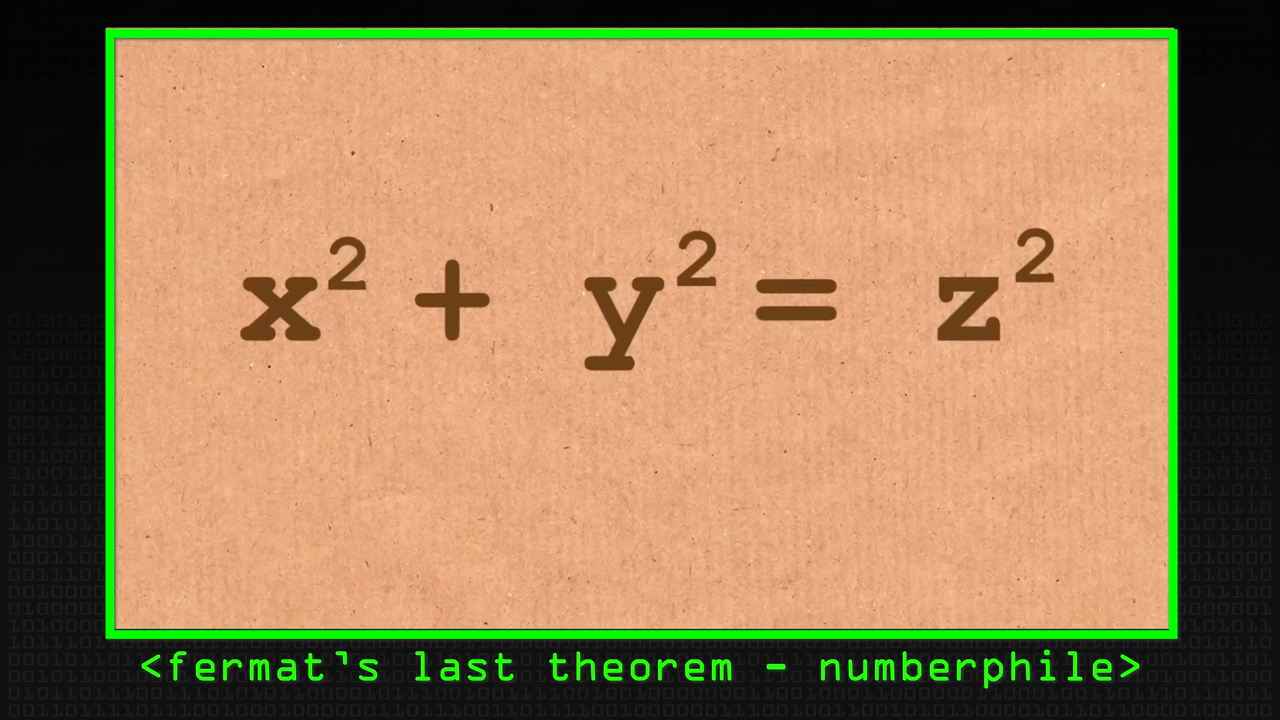 x² + y² = z²
<fermat's last theorem - numberphile>